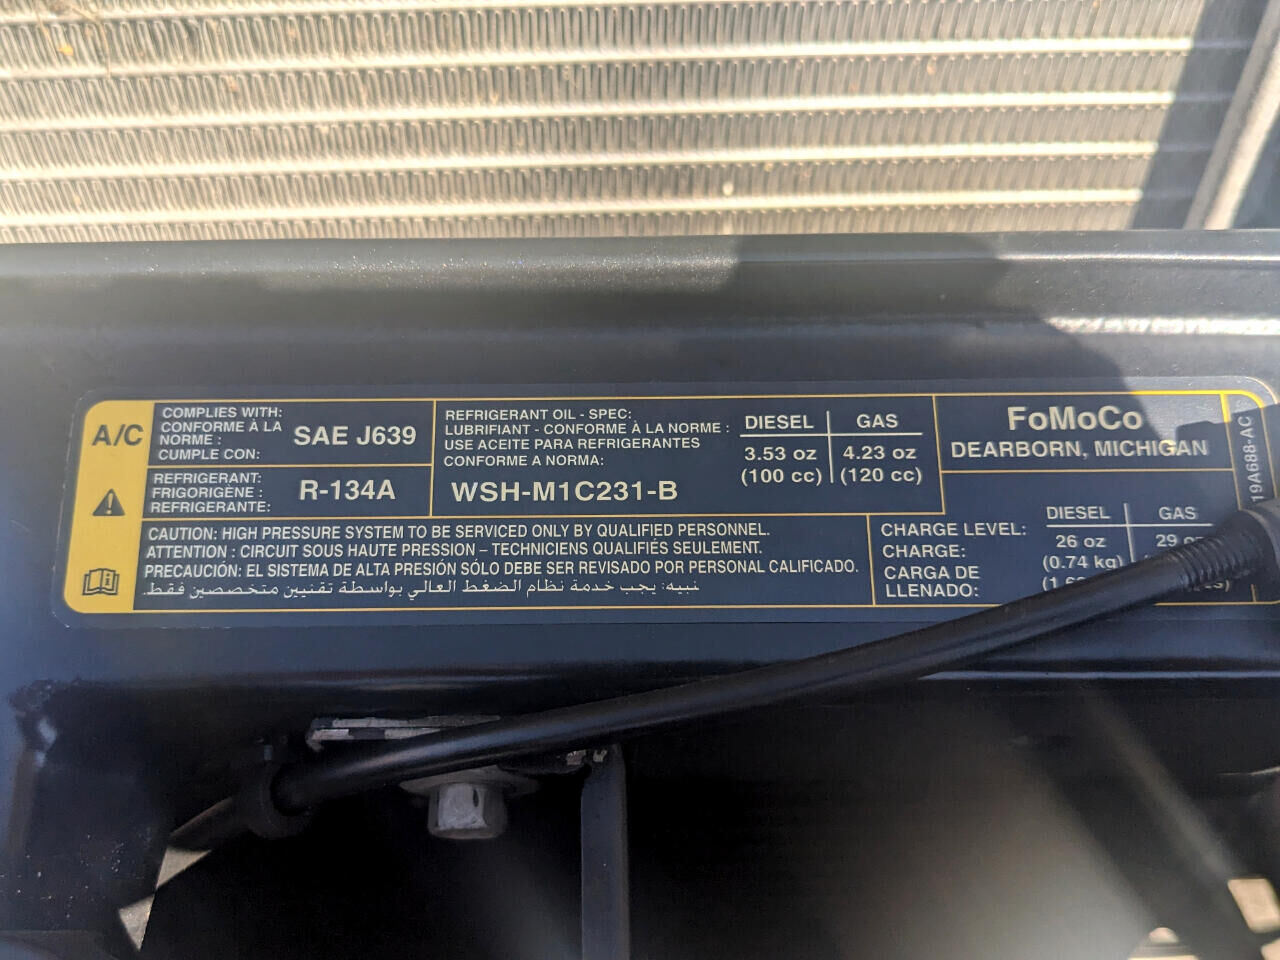 A/C
COMPLIES WITH:
CONFORME À LA
NORME :
CUMPLE CON:
SAE J639
REFRIGERANT:
FRIGORIGÈNE :
REFRIGERANTE:
R-134A
REFRIGERANT OIL - SPEC:
LUBRIFIANT - CONFORME À LA NORME :
USE ACEITE PARA REFRIGERANTES
CONFORME A NORMA:
WSH-M1C231-B
DIESEL GAS
3.53 oz 4.23 oz
(100 cc) (120 cc)
FoMoCo
DEARBORN, MICHIGAN
19A688-AC
CAUTION: HIGH PRESSURE SYSTEM TO BE SERVICED ONLY BY QUALIFIED PERSONNEL.
ATTENTION : CIRCUIT SOUS HAUTE PRESSION – TECHNICIENS QUALIFIÉS SEULEMENT.
PRECAUCIÓN: EL SISTEMA DE ALTA PRESIÓN SÓLO DEBE SER REVISADO POR PERSONAL CALIFICADO.
تنبيه: يجب خدمة نظام الضغط العالي بواسطة تقنيين متخصصين فقط.
CHARGE LEVEL:
CHARGE:
CARGA DE
LLENADO:
DIESEL GAS
26 oz 29
(0.74 kg)